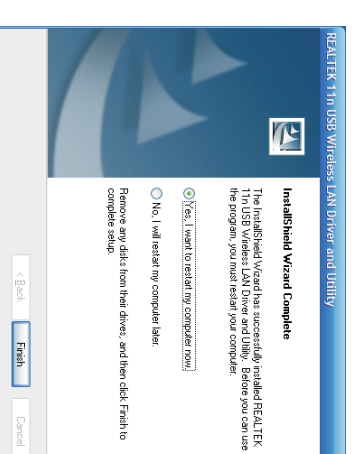 REALTEK 11n USB Wireless LAN Driver and Utility
InstallShield Wizard Complete
The InstallShield Wizard has successfully installed REALTEK
11n USB Wireless LAN Driver and Utility. Before you can use
the program, you must restart your computer.
Yes, I want to restart my computer now.
No, I will restart my computer later.
Remove any disks from their drives, and then click Finish to
complete setup.
< Back
Finish
Cancel